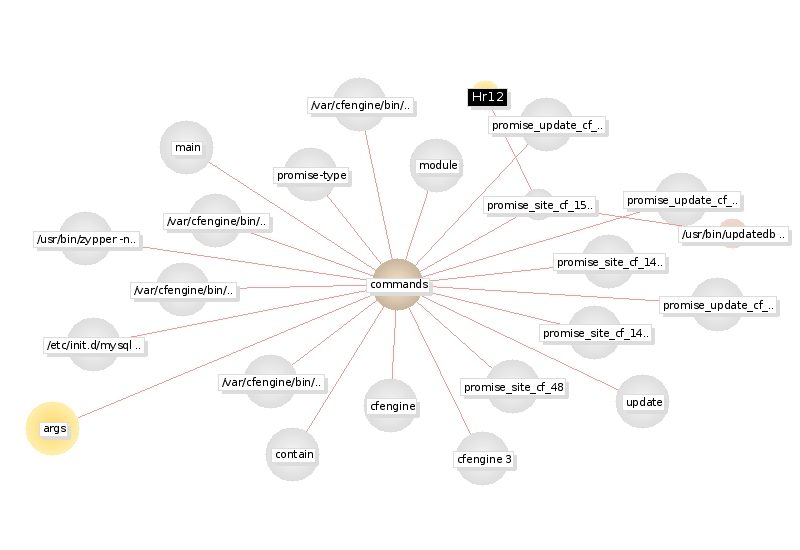 Hr12
/var/cfengine/bin/..
promise_update_cf_..
main
module
promise-type
promise_update_cf_..
promise_site_cf_15..
/var/cfengine/bin/..
/usr/bin/updatedb ..
/usr/bin/zypper -n..
promise_site_cf_14..
commands
/var/cfengine/bin/..
promise_update_cf_..
promise_site_cf_14..
/etc/init.d/mysql ..
/var/cfengine/bin/..
promise_site_cf_48
update
cfengine
args
contain
cfengine 3